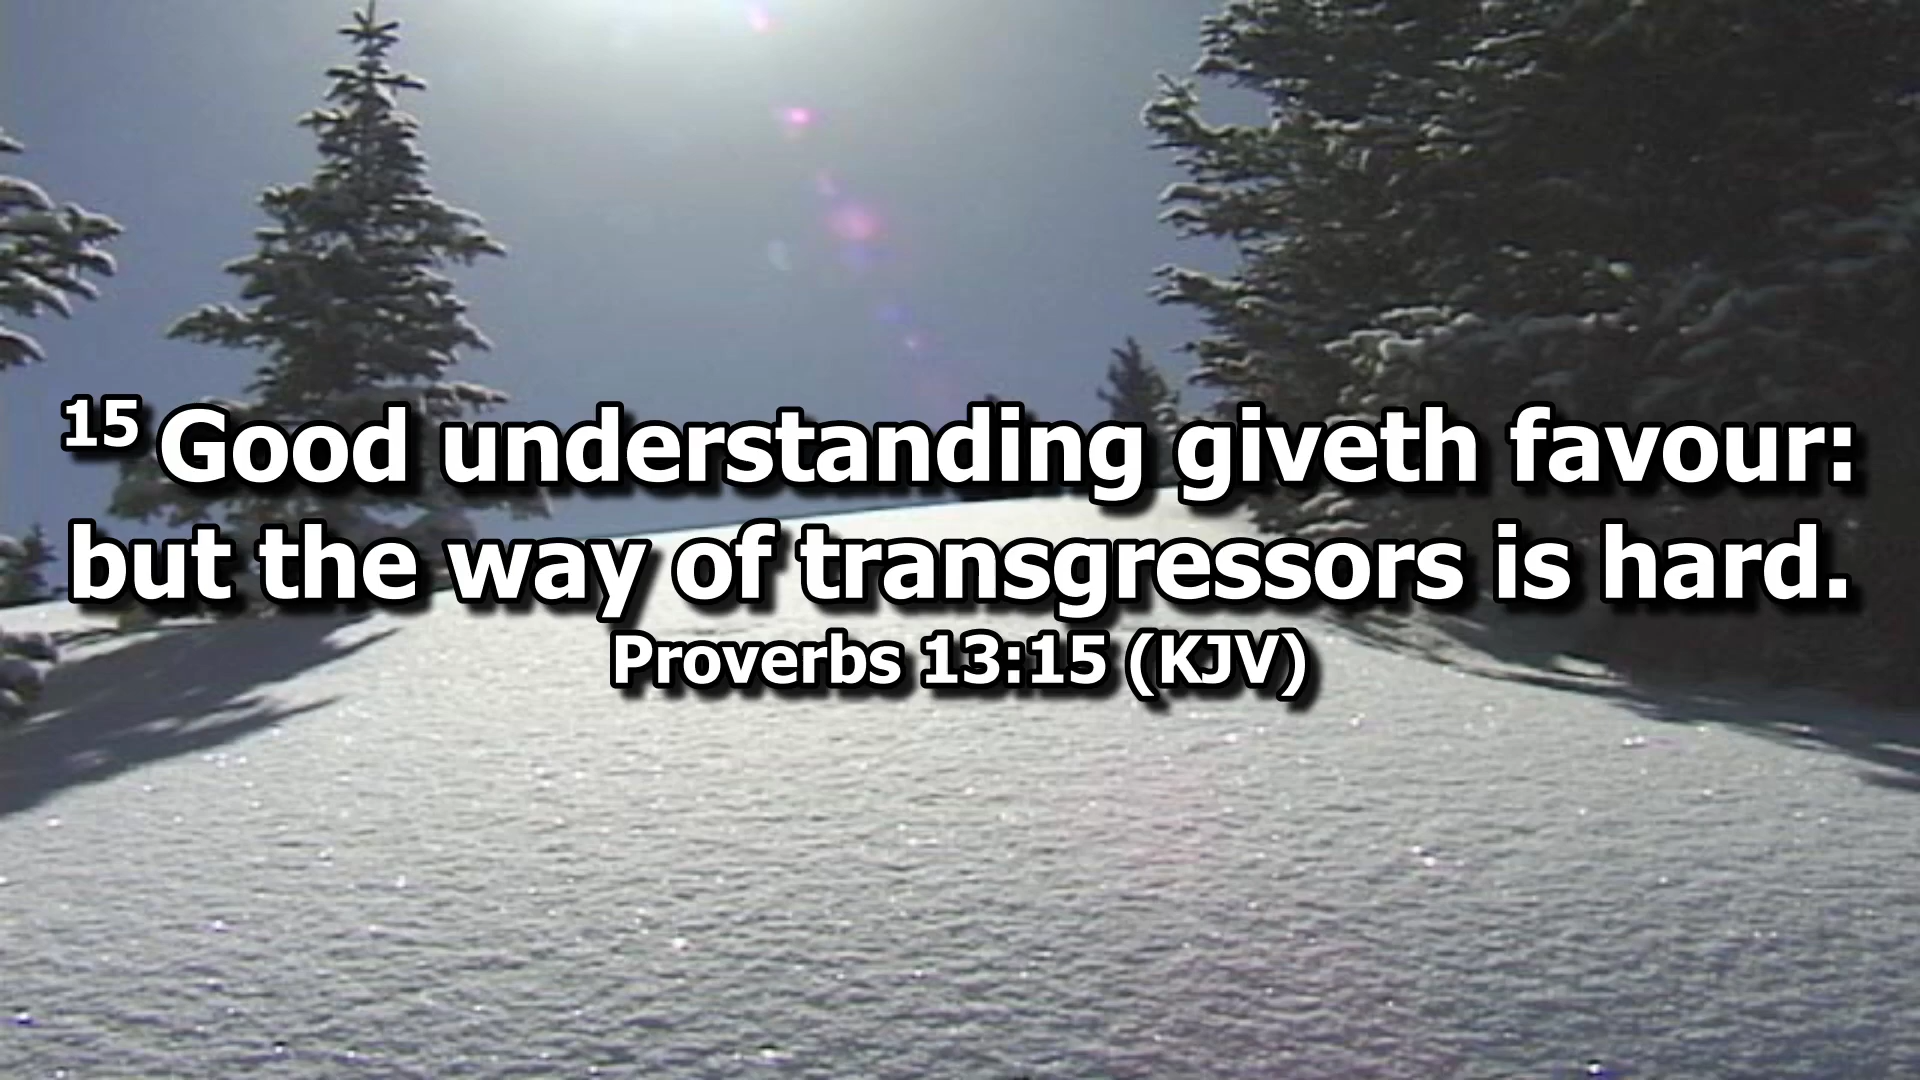 15 Good understanding giveth favour:
but the way of transgressors is hard.
Proverbs 13:15 (KJV)